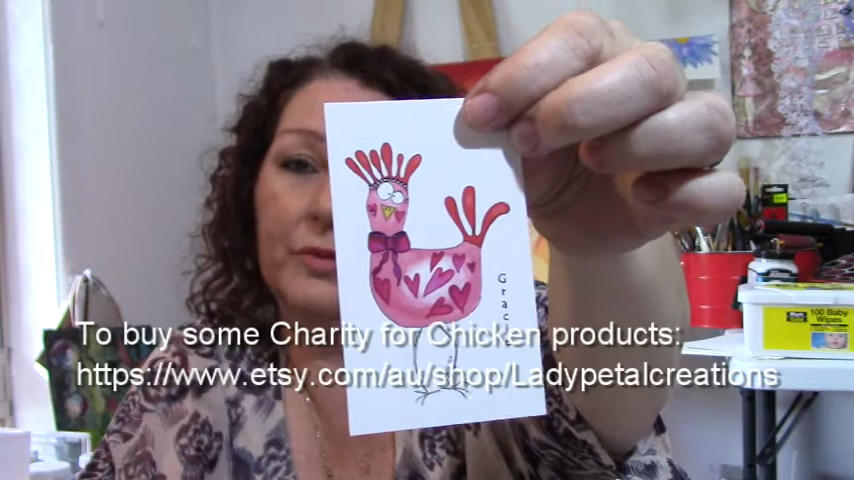 Grac
To buy some Charity for Chicken products:
https://www.etsy.com/au/shop/Ladypetalcreations
100 Baby
Wipes